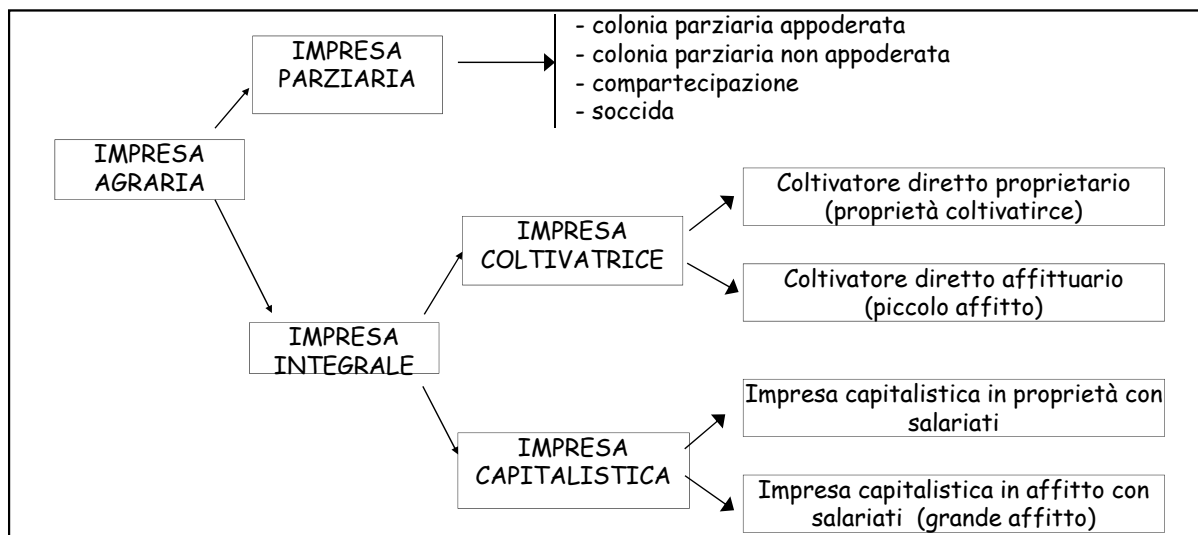 IMPRESA
PARZIARIA
- colonia parziaria appoderata
- colonia parziaria non appoderata
- compartecipazione
- soccida
IMPRESA
AGRARIA
IMPRESA
COLTIVATRICE
Coltivatore diretto proprietario
(proprietà coltivatirce)
Coltivatore diretto affittuario
(piccolo affitto)
IMPRESA
INTEGRALE
IMPRESA
CAPITALISTICA
Impresa capitalistica in proprietà con
salariati
Impresa capitalistica in affitto con
salariati (grande affitto)